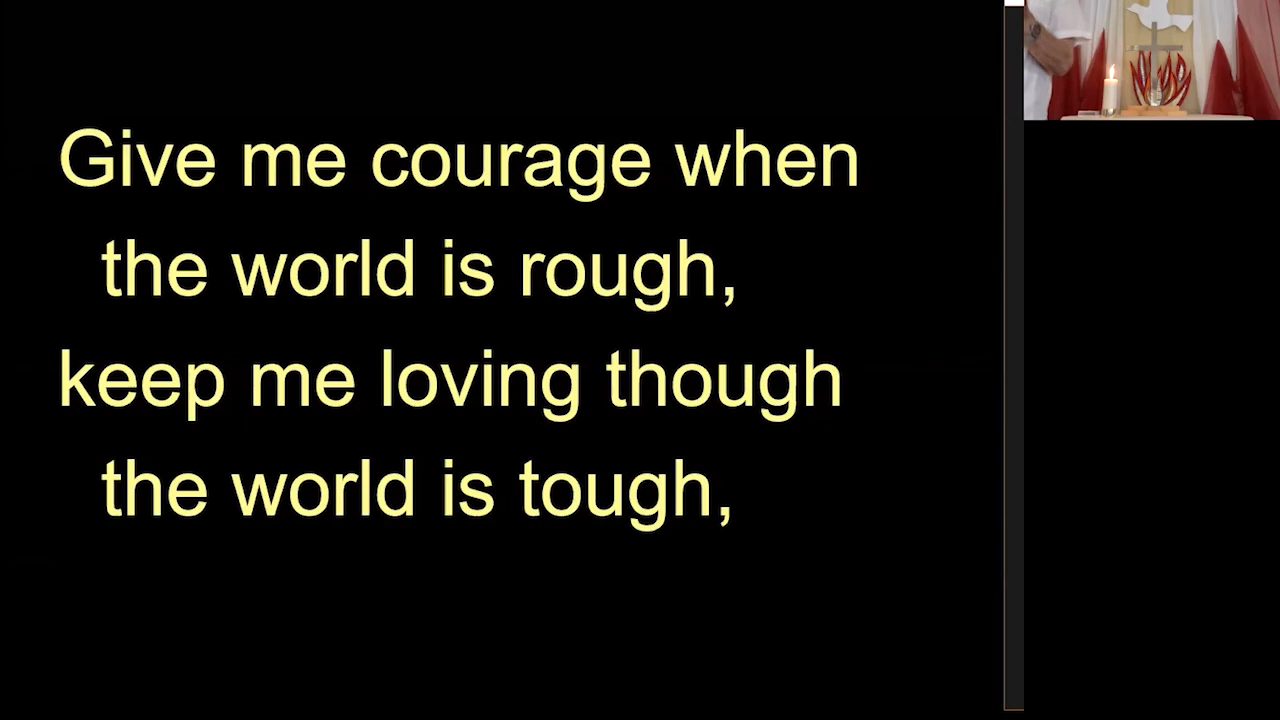 Give me courage when
the world is rough,
keep me loving though
the world is tough,